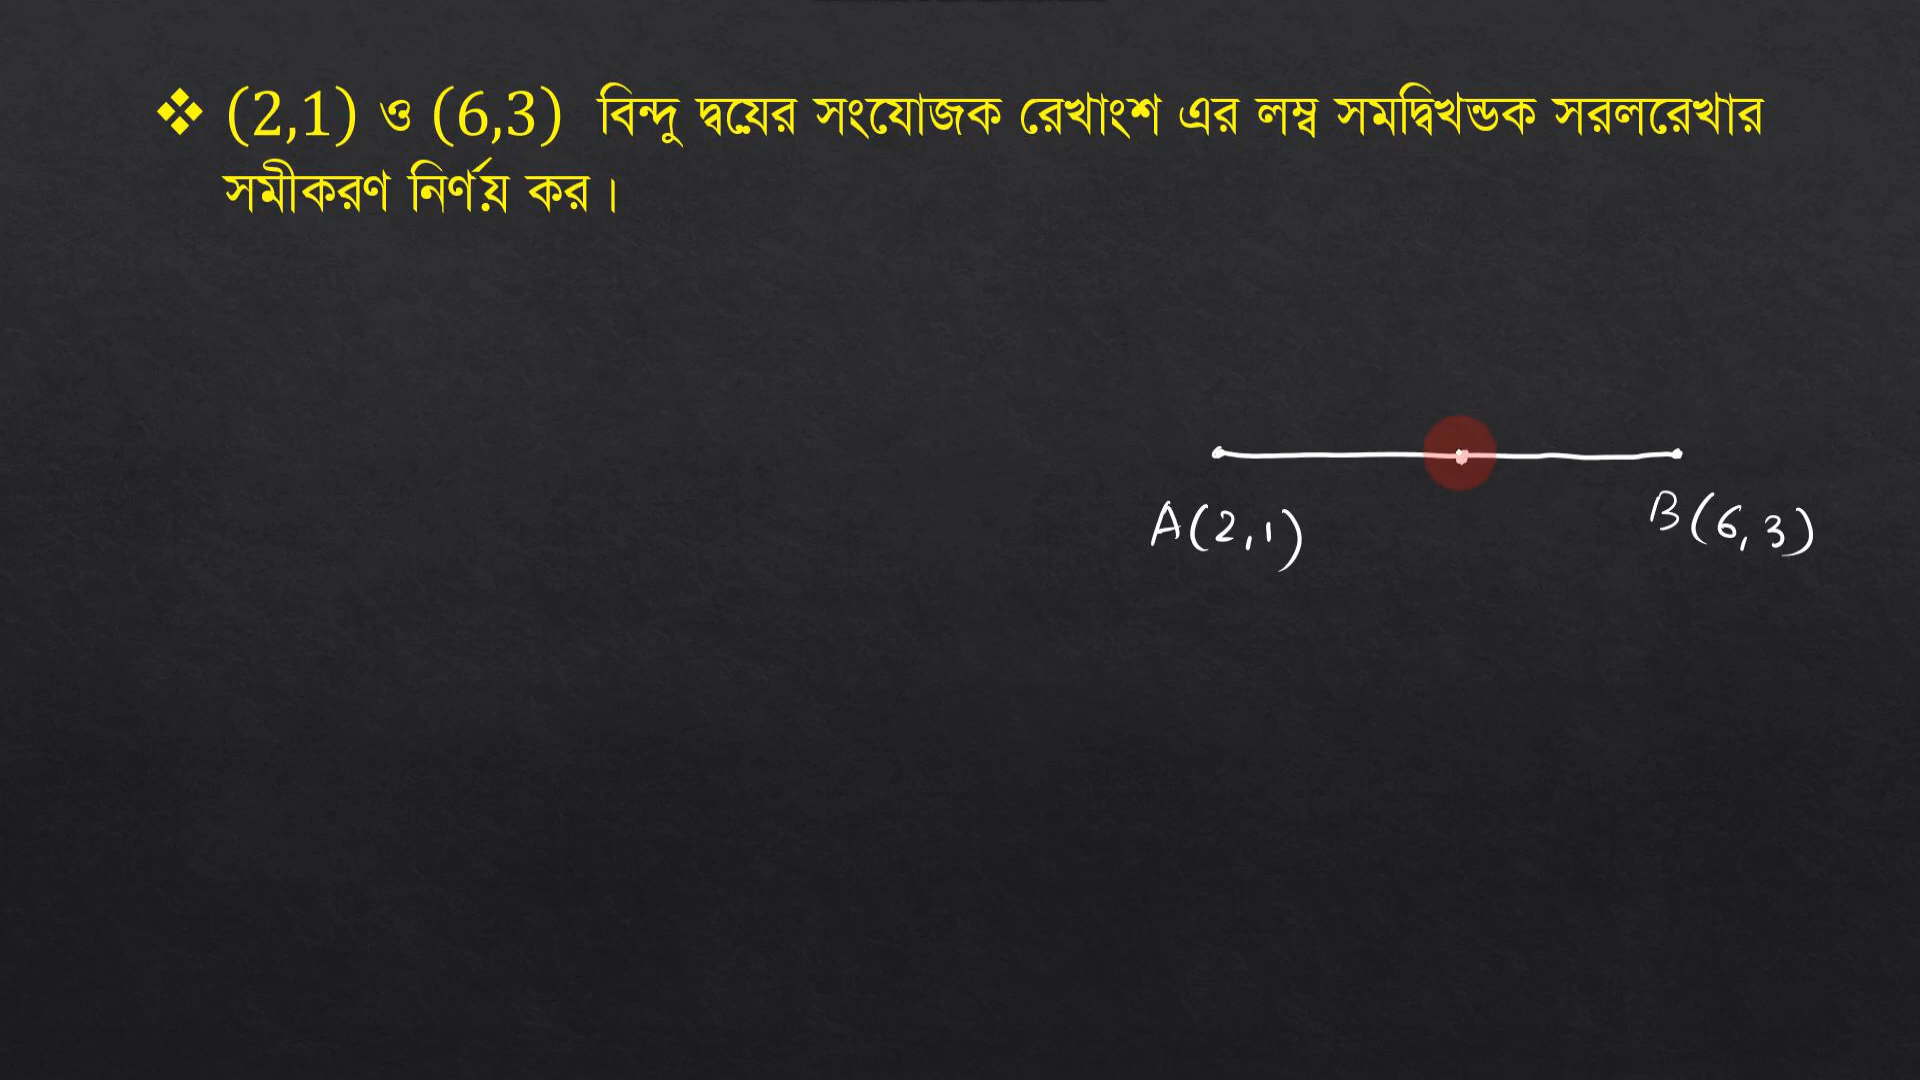 ❖ (2,1) ও (6,3) বিন্দু দ্বয়ের সংযোজক রেখাংশ এর লম্ব সমদ্বিখন্ডক সরলরেখার
সমীকরণ নির্ণয় কর।
A(2,1)
B(6,3)